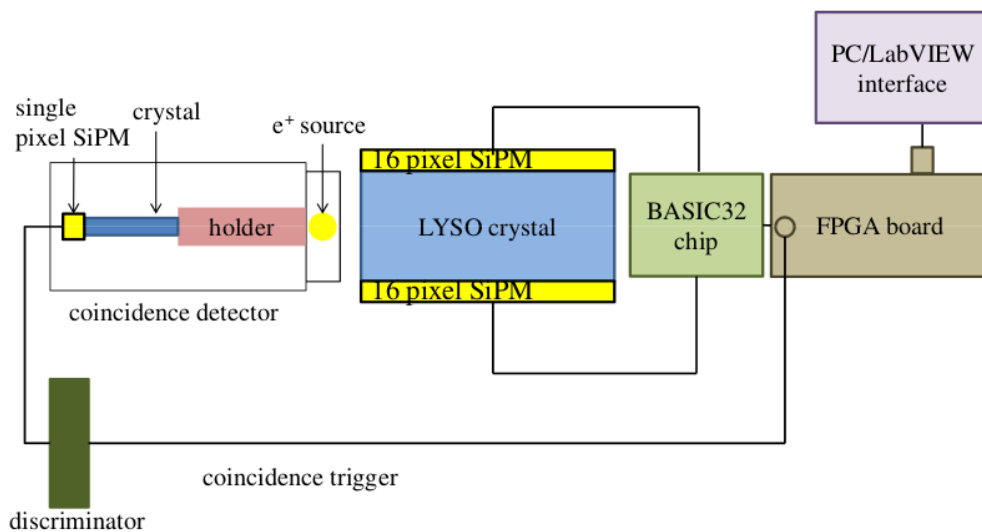 PC/LabVIEW
interface
single
pixel SiPM
crystal
e⁺ source
16 pixel SiPM
holder
LYSO crystal
BASIC32
chip
FPGA board
16 pixel SiPM
coincidence detector
coincidence trigger
discriminator